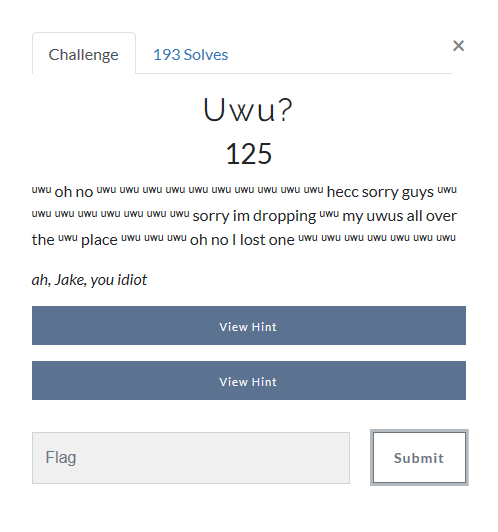 Challenge
193 Solves
×
Uwu?
125
ᵘʷᵘ oh no ᵘʷᵘ ᵘʷᵘ ᵘʷᵘ ᵘʷᵘ ᵘʷᵘ ᵘʷᵘ ᵘʷᵘ ᵘʷᵘ ᵘʷᵘ ᵘʷᵘ hecc sorry guys ᵘʷᵘ
ᵘʷᵘ ᵘʷᵘ ᵘʷᵘ ᵘʷᵘ ᵘʷᵘ ᵘʷᵘ ᵘʷᵘ sorry im dropping ᵘʷᵘ my uwus all over
the ᵘʷᵘ place ᵘʷᵘ ᵘʷᵘ ᵘʷᵘ oh no I lost one ᵘʷᵘ ᵘʷᵘ ᵘʷᵘ ᵘʷᵘ ᵘʷᵘ ᵘʷᵘ ᵘʷᵘ
ah, Jake, you idiot
View Hint
View Hint
Flag
Submit